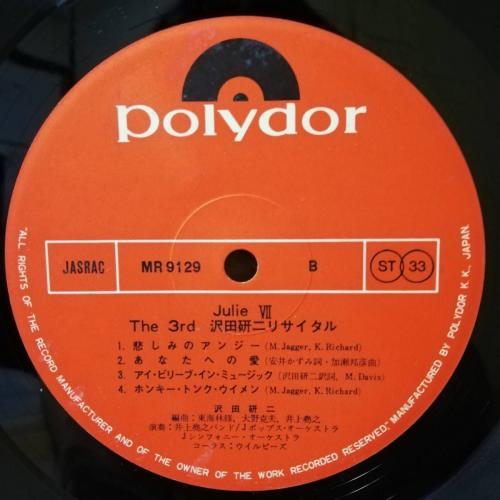 polydor
JASRAC MR 9129 B ST 33
Julie Ⅶ
The 3rd 沢田研二リサイタル
1. 悲しみのアンジー (M. Jagger, K. Richard)
2. あなたへの愛 (安井かずみ詞・加瀬邦彦曲)
3. アイ・ビリーブ・イン・ミュージック (沢田研二訳詞, M. Davis)
4. ホンキー・トンク・ウイメン (M. Jagger, K. Richard)
沢田研二
編曲:東海林修、大野克夫、井上堯之
演奏:井上堯之バンド/Jポップス・オーケストラ
Jシンフォニー・オーケストラ
コーラス:ウイルビーズ
"ALL RIGHTS OF THE RECORD MANUFACTURER AND OF THE OWNER OF THE WORK RECORDED RESERVED." MANUFACTURED BY POLYDOR K.K., JAPAN.